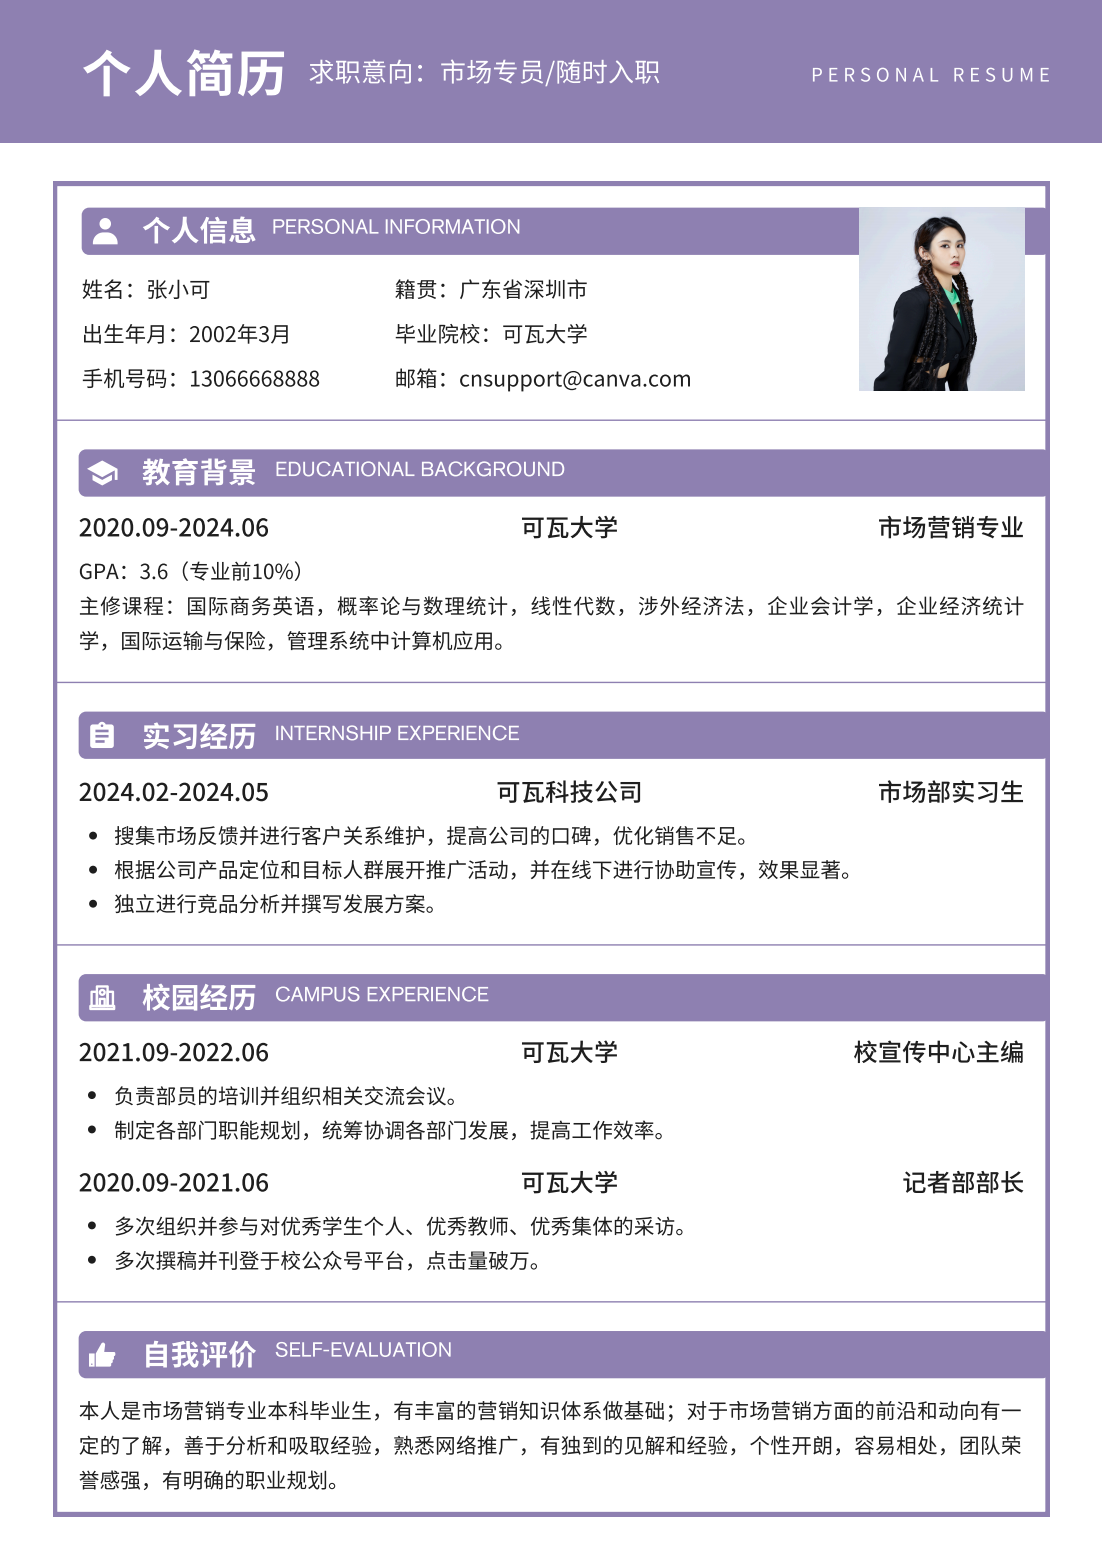 个人简历 求职意向：市场专员/随时入职 PERSONAL RESUME
个人信息 PERSONAL INFORMATION
姓名：张小可 籍贯：广东省深圳市
出生年月：2002年3月 毕业院校：可瓦大学
手机号码：13066668888 邮箱：cnsupport@canva.com
教育背景 EDUCATIONAL BACKGROUND
2020.09-2024.06 可瓦大学 市场营销专业
GPA：3.6（专业前10%）
主修课程：国际商务英语，概率论与数理统计，线性代数，涉外经济法，企业会计学，企业经济统计
学，国际运输与保险，管理系统中计算机应用。
实习经历 INTERNSHIP EXPERIENCE
2024.02-2024.05 可瓦科技公司 市场部实习生
• 搜集市场反馈并进行客户关系维护，提高公司的口碑，优化销售不足。
• 根据公司产品定位和目标人群展开推广活动，并在线下进行协助宣传，效果显著。
• 独立进行竞品分析并撰写发展方案。
校园经历 CAMPUS EXPERIENCE
2021.09-2022.06 可瓦大学 校宣传中心主编
• 负责部员的培训并组织相关交流会议。
• 制定各部门职能规划，统筹协调各部门发展，提高工作效率。
2020.09-2021.06 可瓦大学 记者部部长
• 多次组织并参与对优秀学生个人、优秀教师、优秀集体的采访。
• 多次撰稿并刊登于校公众号平台，点击量破万。
自我评价 SELF-EVALUATION
本人是市场营销专业本科毕业生，有丰富的营销知识体系做基础；对于市场营销方面的前沿和动向有一
定的了解，善于分析和吸取经验，熟悉网络推广，有独到的见解和经验，个性开朗，容易相处，团队荣
誉感强，有明确的职业规划。